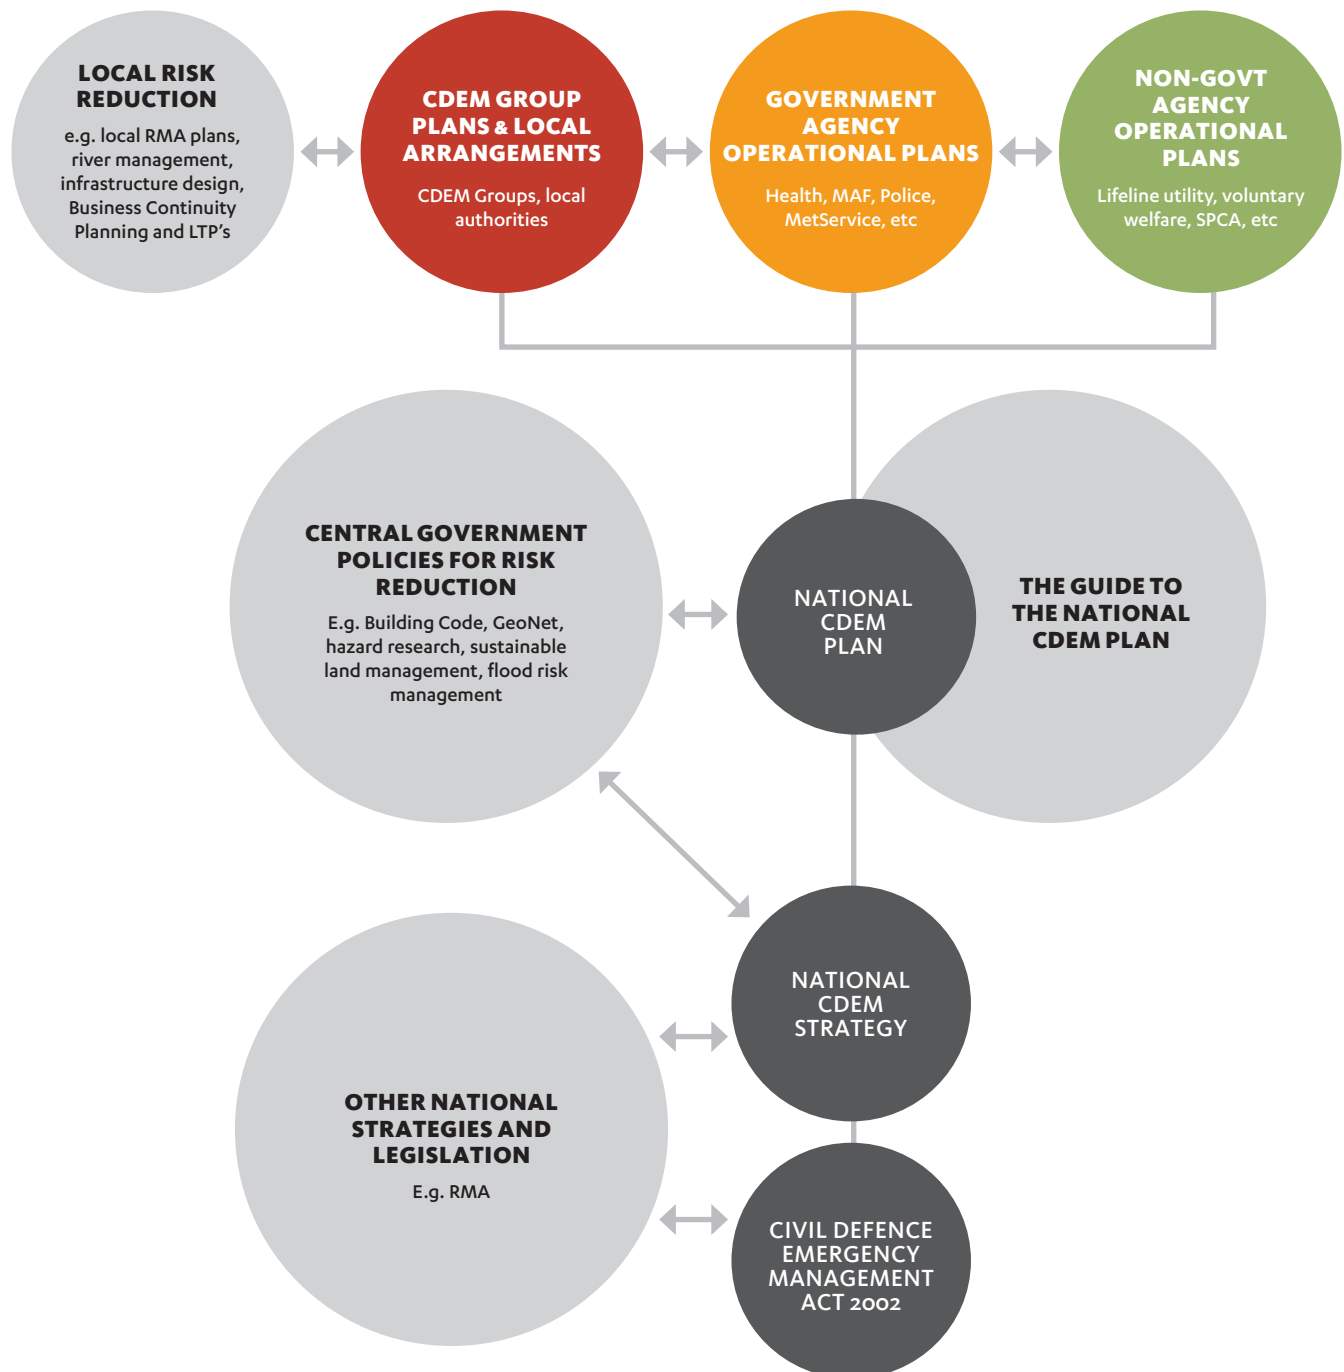 LOCAL RISK
REDUCTION
e.g. local RMA plans,
river management,
infrastructure design,
Business Continuity
Planning and LTP's
CDEM GROUP
PLANS & LOCAL
ARRANGEMENTS
CDEM Groups, local
authorities
GOVERNMENT
AGENCY
OPERATIONAL PLANS
Health, MAF, Police,
MetService, etc
NON-GOVT
AGENCY
OPERATIONAL
PLANS
Lifeline utility, voluntary
welfare, SPCA, etc
CENTRAL GOVERNMENT
POLICIES FOR RISK
REDUCTION
E.g. Building Code, GeoNet,
hazard research, sustainable
land management, flood risk
management
NATIONAL
CDEM
PLAN
THE GUIDE TO
THE NATIONAL
CDEM PLAN
NATIONAL
CDEM
STRATEGY
OTHER NATIONAL
STRATEGIES AND
LEGISLATION
E.g. RMA
CIVIL DEFENCE
EMERGENCY
MANAGEMENT
ACT 2002